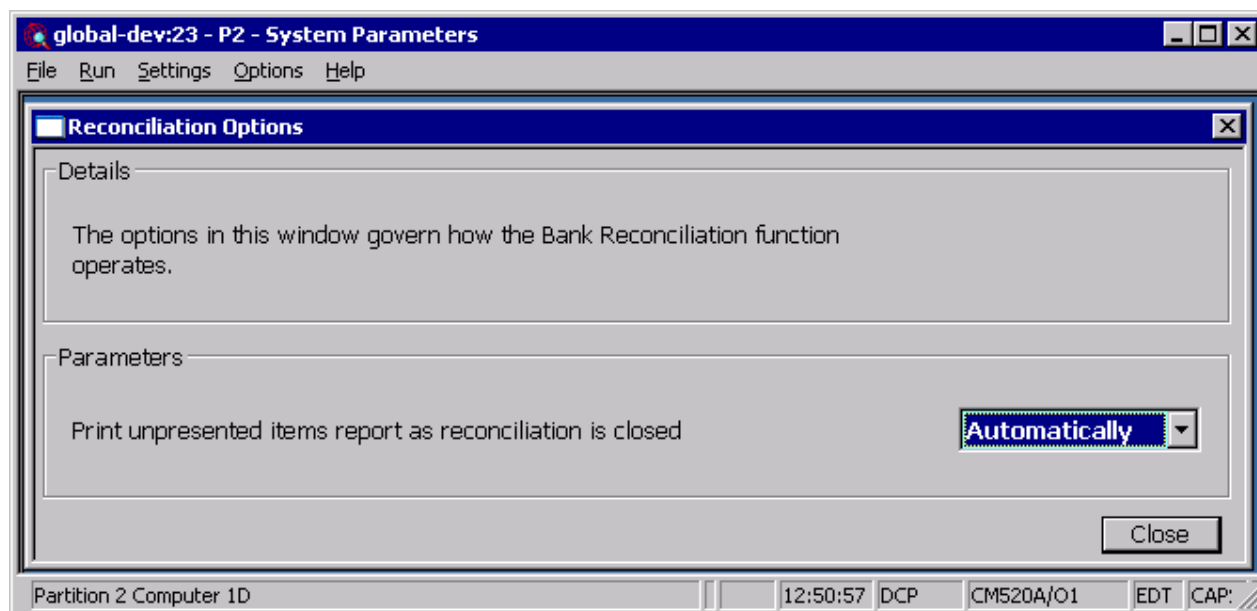 global-dev:23 - P2 - System Parameters
File Run Settings Options Help
Reconciliation Options
Details
The options in this window govern how the Bank Reconciliation function
operates.
Parameters
Print unpresented items report as reconciliation is closed Automatically
Close
Partition 2 Computer 1D 12:50:57 DCP CM520A/O1 EDT CAP: